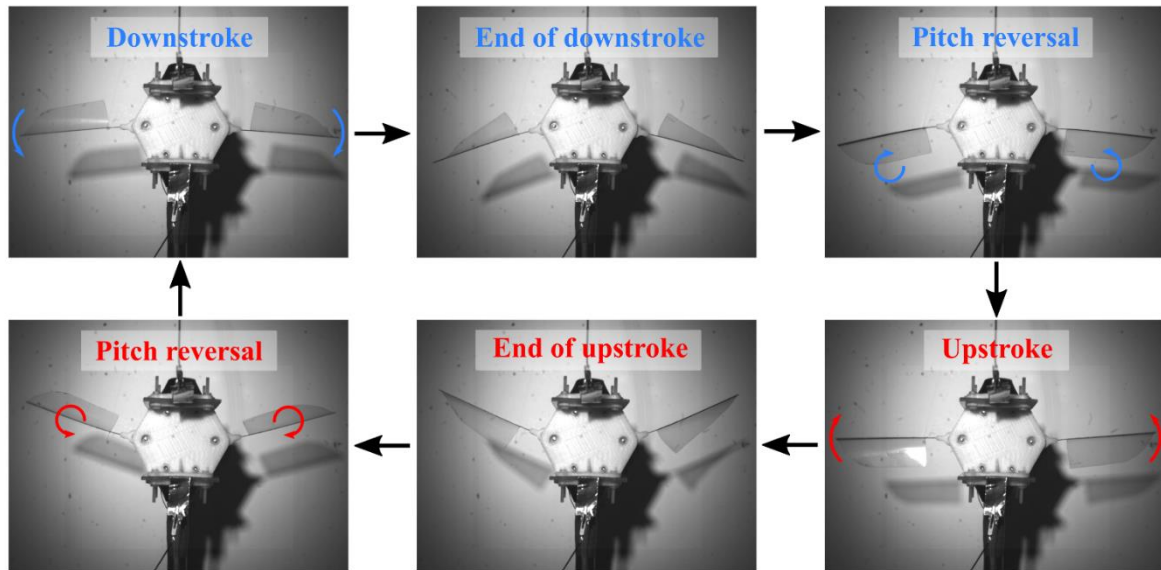 Downstroke
End of downstroke
Pitch reversal
Pitch reversal
End of upstroke
Upstroke